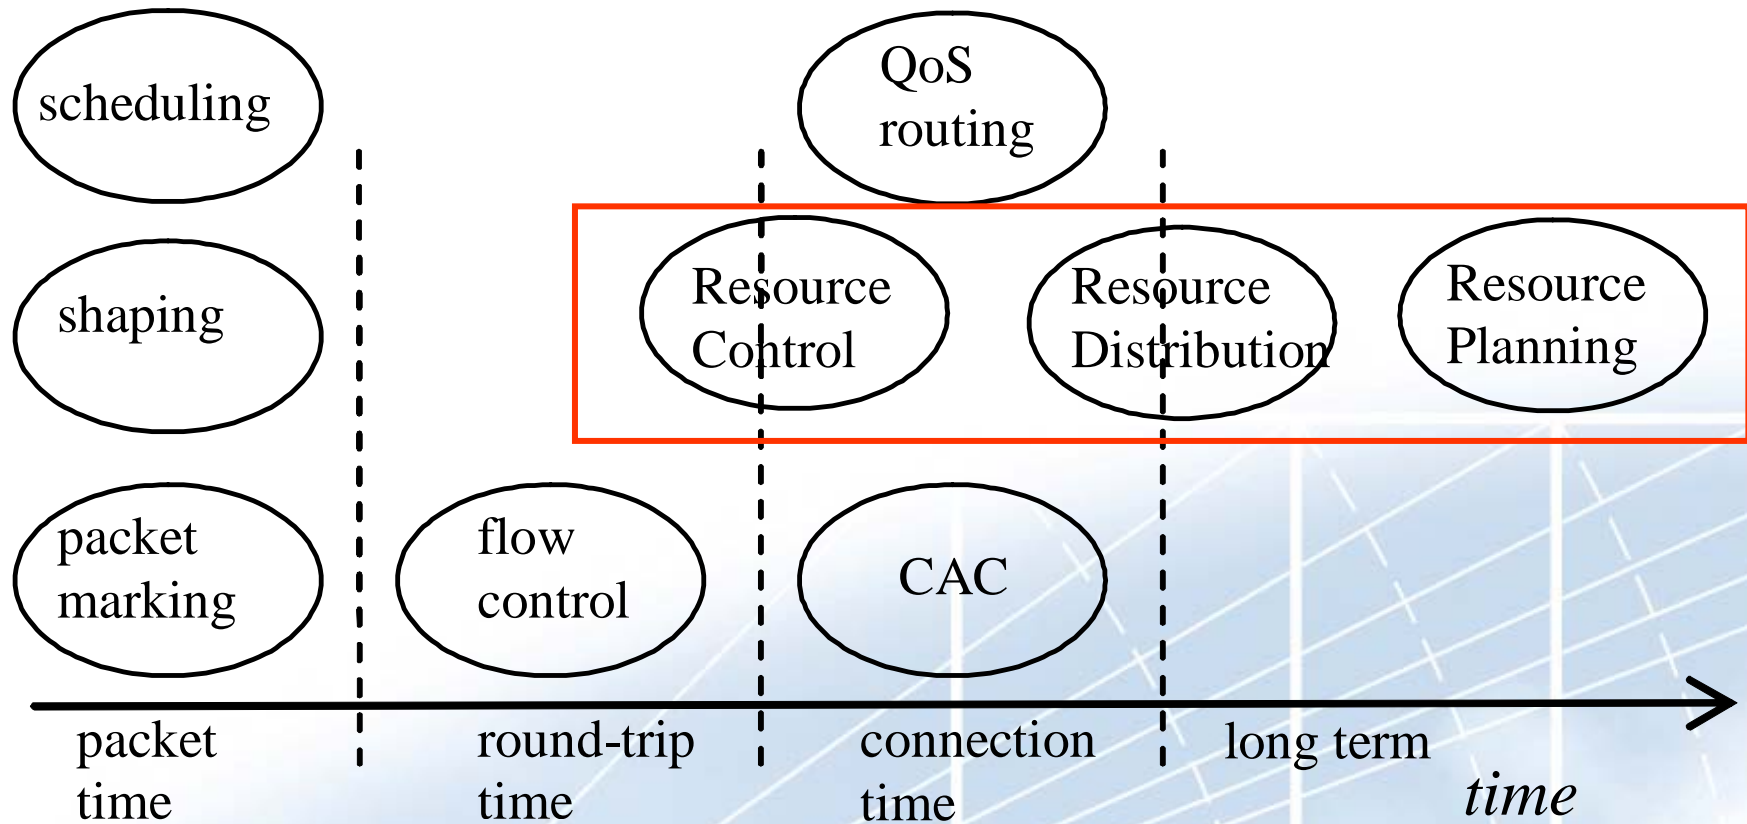 scheduling
QoS
routing
shaping
Resource
Control
Resource
Distribution
Resource
Planning
packet
marking
flow
control
CAC
packet
time
round-trip
time
connection
time
long term
time